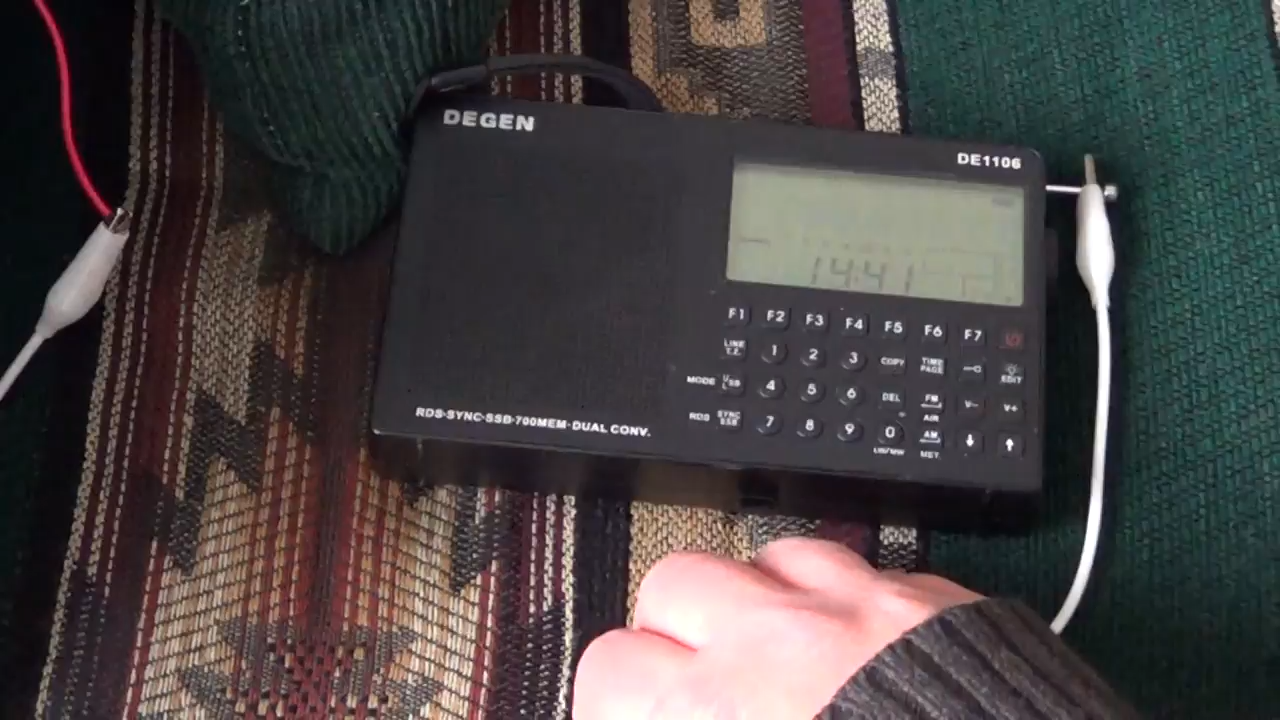 DEGEN
DE1106
14:41
F1 F2 F3 F4 F5 F6 F7
LINE
T.Z.
1 2 3 COPY TIME
PAGE
EDIT
MODE U
LSB 4 5 6 DEL FM
AIR V- V+
RDS SYNC
SSB 7 8 9 0 AM
MET.
RDS·SYNC·SSB·700MEM·DUAL CONV.